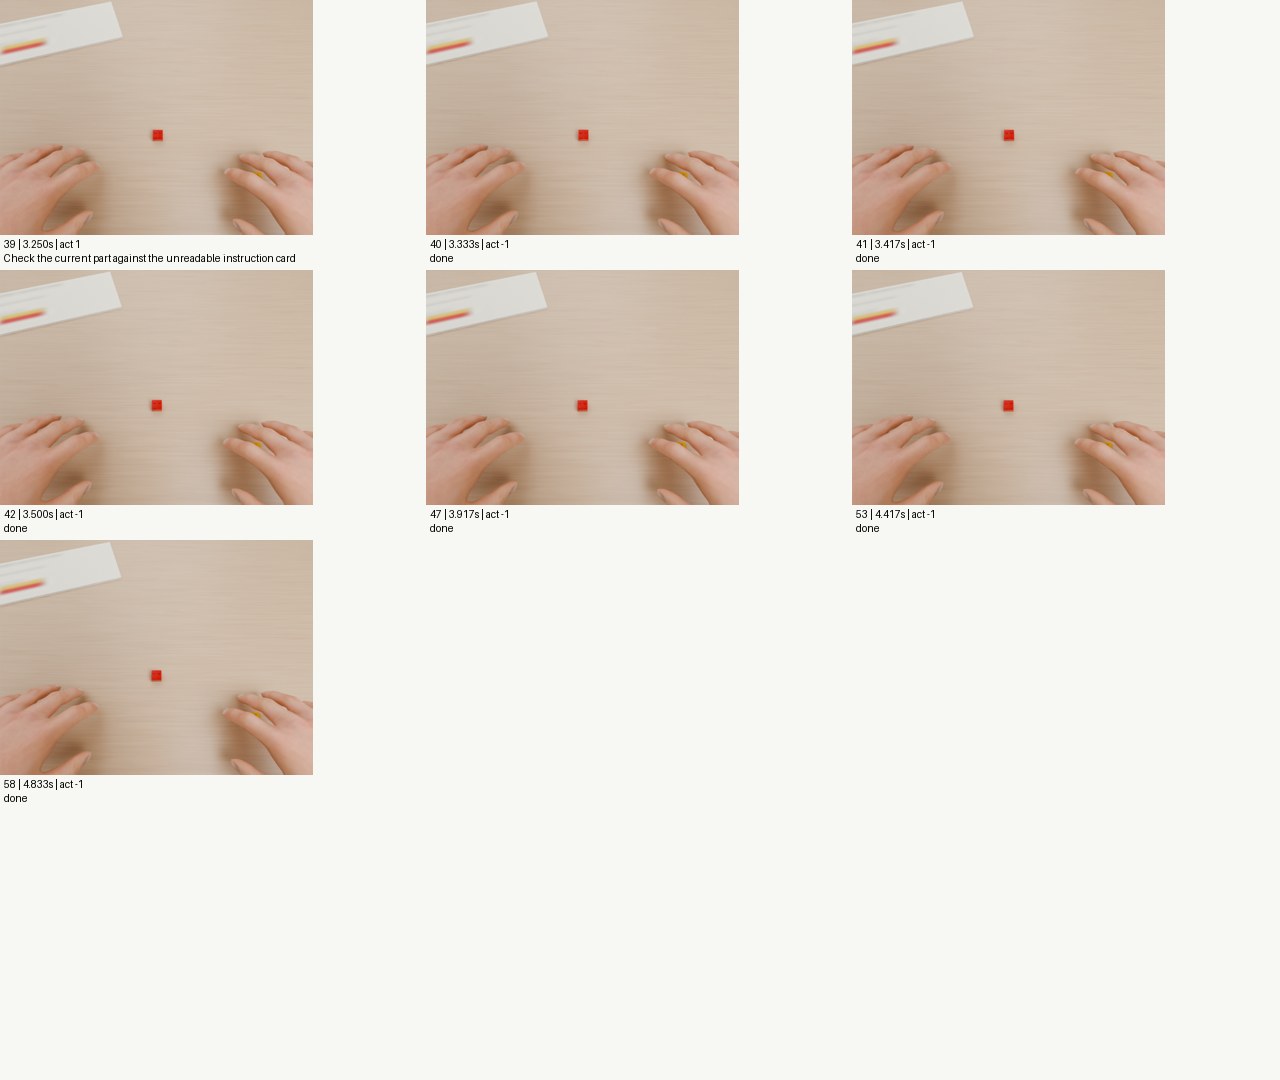 39 | 3.250s | act 1
Check the current part against the unreadable instruction card
40 | 3.333s | act -1
done
41 | 3.417s | act -1
done
42 | 3.500s | act -1
done
47 | 3.917s | act -1
done
53 | 4.417s | act -1
done
58 | 4.833s | act -1
done